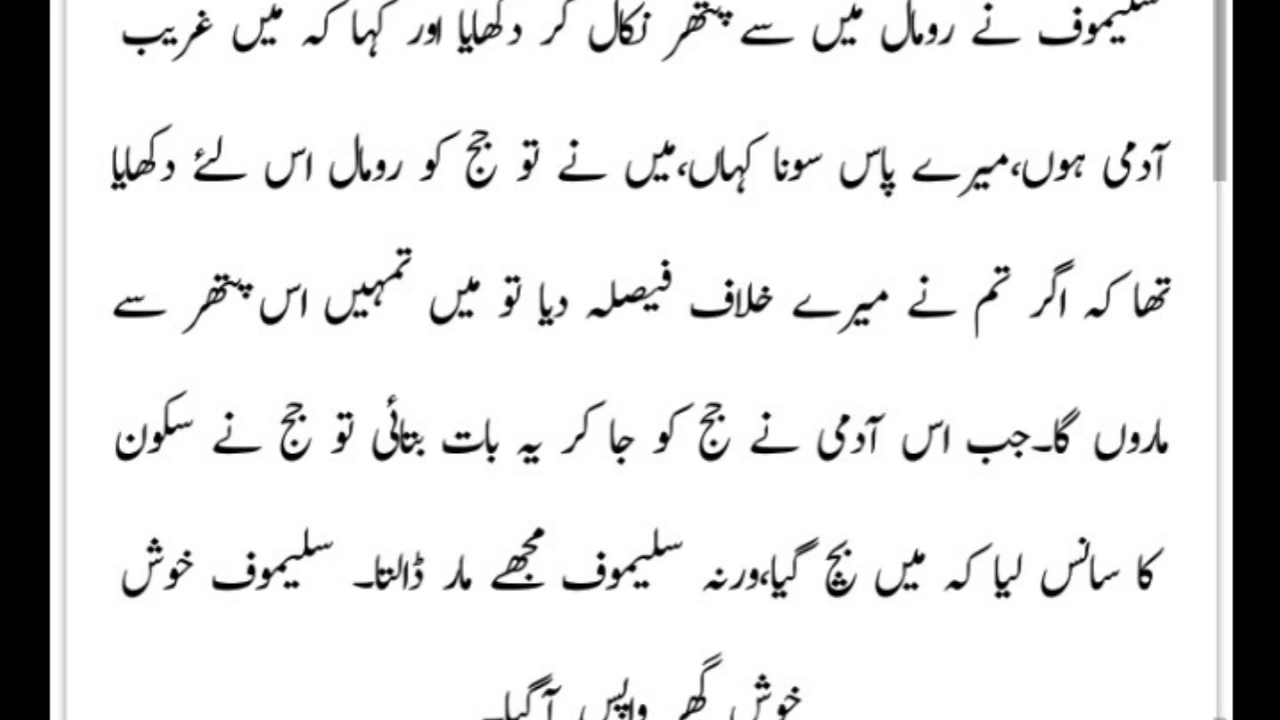 سلیموف نے رومال میں سے پتھر نکال کر دکھایا اور کہا کہ میں غریب
آدمی ہوں،میرے پاس سونا کہاں،میں نے تو جج کو رومال اس لئے دکھایا
تھا کہ اگر تم نے میرے خلاف فیصلہ دیا تو میں تمہیں اس پتھر سے
ماروں گا۔جب اس آدمی نے جج کو جا کر یہ بات بتائی تو جج نے سکون
کا سانس لیا کہ میں بچ گیا،ورنہ سلیموف مجھے مار ڈالتا۔ سلیموف خوش
خوش گھر واپس آگیا۔